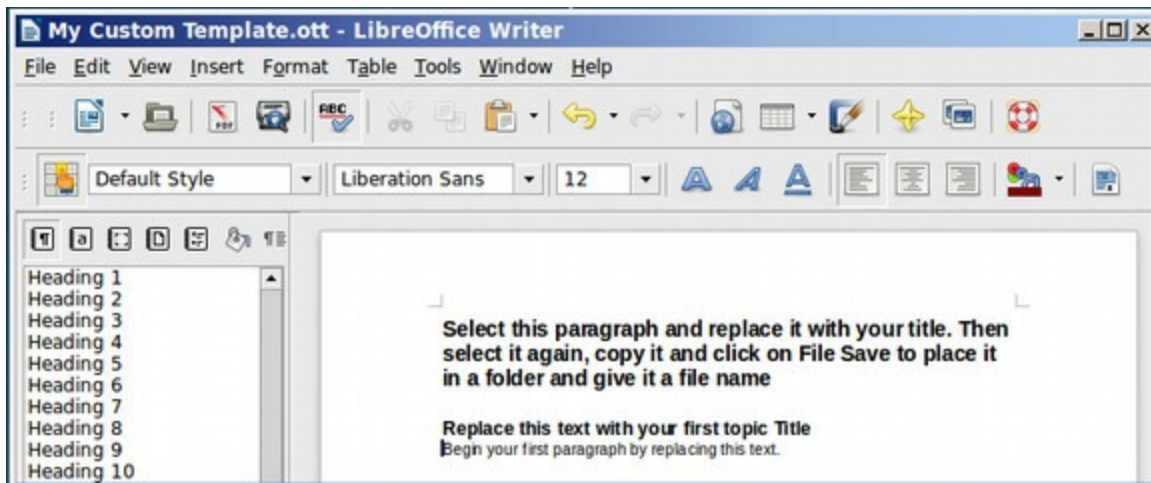 My Custom Template.ott - LibreOffice Writer
File Edit View Insert Format Table Tools Window Help
PDF ABC
Default Style Liberation Sans 12 A A A
a
Heading 1
Heading 2
Heading 3
Heading 4
Heading 5
Heading 6
Heading 7
Heading 8
Heading 9
Heading 10
Select this paragraph and replace it with your title. Then
select it again, copy it and click on File Save to place it
in a folder and give it a file name
Replace this text with your first topic Title
Begin your first paragraph by replacing this text.